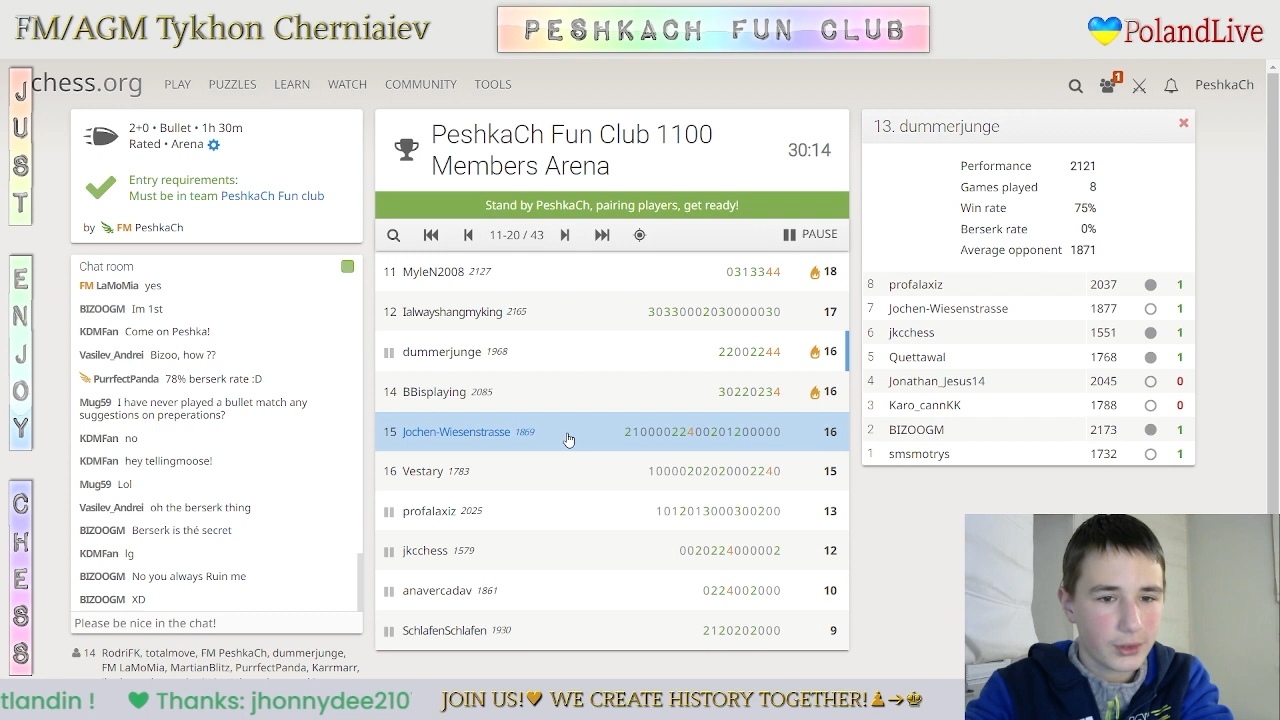 FM/AGM Tykhon Cherniaiev
PESHKACH FUN CLUB
PolandLive
JUST
ENJOY
CHESS
chess.org
PLAY PUZZLES LEARN WATCH COMMUNITY TOOLS
1
PeshkaCh
2+0 • Bullet • 1h 30m
Rated • Arena
Entry requirements:
Must be in team PeshkaCh Fun club
by FM PeshkaCh
Chat room
FM LaMoMia yes
BIZOOGM Im 1st
KDMFan Come on Peshka!
Vasilev_Andrei Bizoo, how ??
PurrfectPanda 78% berserk rate :D
Mug59 I have never played a bullet match any
suggestions on preperations?
KDMFan no
KDMFan hey tellingmoose!
Mug59 Lol
Vasilev_Andrei oh the berserk thing
BIZOOGM Berserk is thé secret
KDMFan lg
BIZOOGM No you always Ruin me
BIZOOGM XD
Please be nice in the chat!
14 RodriFK, totalmove, FM PeshkaCh, dummerjunge,
FM LaMoMia, MartianBlitz, PurrfectPanda, Karrmarr,
PeshkaCh Fun Club 1100
Members Arena
30:14
Stand by PeshkaCh, pairing players, get ready!
11-20 / 43
PAUSE
11 MyleN2008 2127 0313344 18
12 Ialwayshangmyking 2165 30330002030000030 17
dummerjunge 1968 22002244 16
14 BBisplaying 2085 30220234 16
15 Jochen-Wiesenstrasse 1869 21000022400201200000 16
16 Vestary 1783 10000202020002240 15
profalaxiz 2025 1012013000300200 13
jkcchess 1579 0020224000002 12
anavercadav 1861 0224002000 10
SchlafenSchlafen 1930 2120202000 9
13. dummerjunge
Performance 2121
Games played 8
Win rate 75%
Berserk rate 0%
Average opponent 1871
8 profalaxiz 2037 1
7 Jochen-Wiesenstrasse 1877 1
6 jkcchess 1551 1
5 Quettawal 1768 1
4 Jonathan_Jesus14 2045 0
3 Karo_cannKK 1788 0
2 BIZOOGM 2173 1
1 smsmotrys 1732 1
tlandin ! Thanks: jhonnydee210
JOIN US! WE CREATE HISTORY TOGETHER!